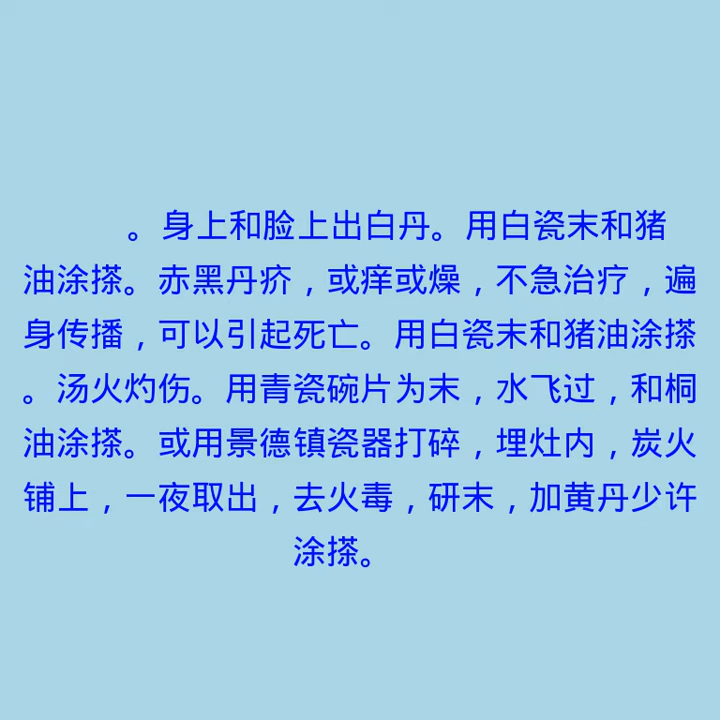 。身上和脸上出白丹。用白瓷末和猪
油涂搽。赤黑丹疥，或痒或燥，不急治疗，遍
身传播，可以引起死亡。用白瓷末和猪油涂搽
。汤火灼伤。用青瓷碗片为末，水飞过，和桐
油涂搽。或用景德镇瓷器打碎，埋灶内，炭火
铺上，一夜取出，去火毒，研末，加黄丹少许
涂搽。